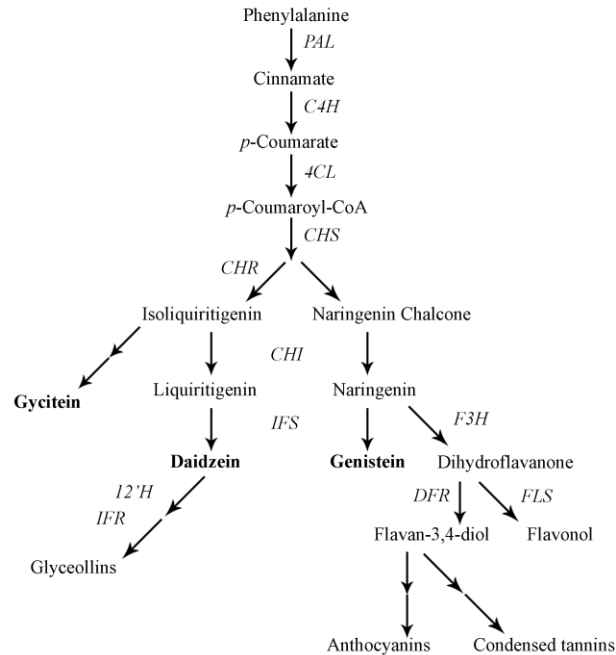 Phenylalanine
PAL
Cinnamate
C4H
p-Coumarate
4CL
p-Coumaroyl-CoA
CHS
CHR
Isoliquiritigenin
Naringenin Chalcone
CHI
Gycitein
Liquiritigenin
Naringenin
IFS
F3H
Daidzein
Genistein
Dihydroflavanone
12’H
IFR
DFR
FLS
Glyceollins
Flavan-3,4-diol
Flavonol
Anthocyanins
Condensed tannins